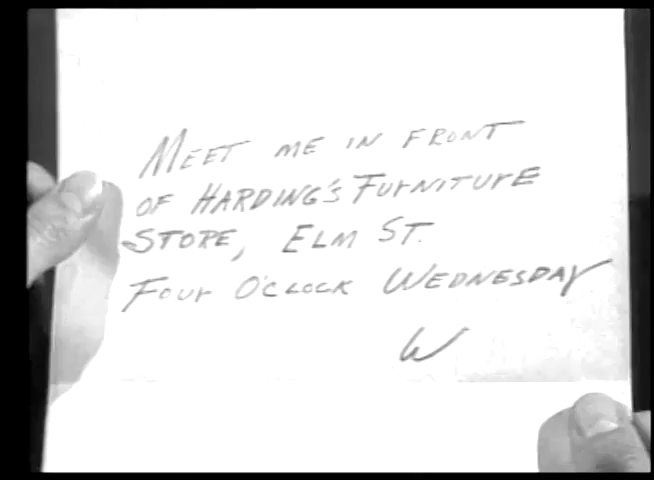 MEET ME IN FRONT
OF HARDING'S FURNITURE
STORE, ELM ST.
FOUR O'CLOCK WEDNESDAY
W